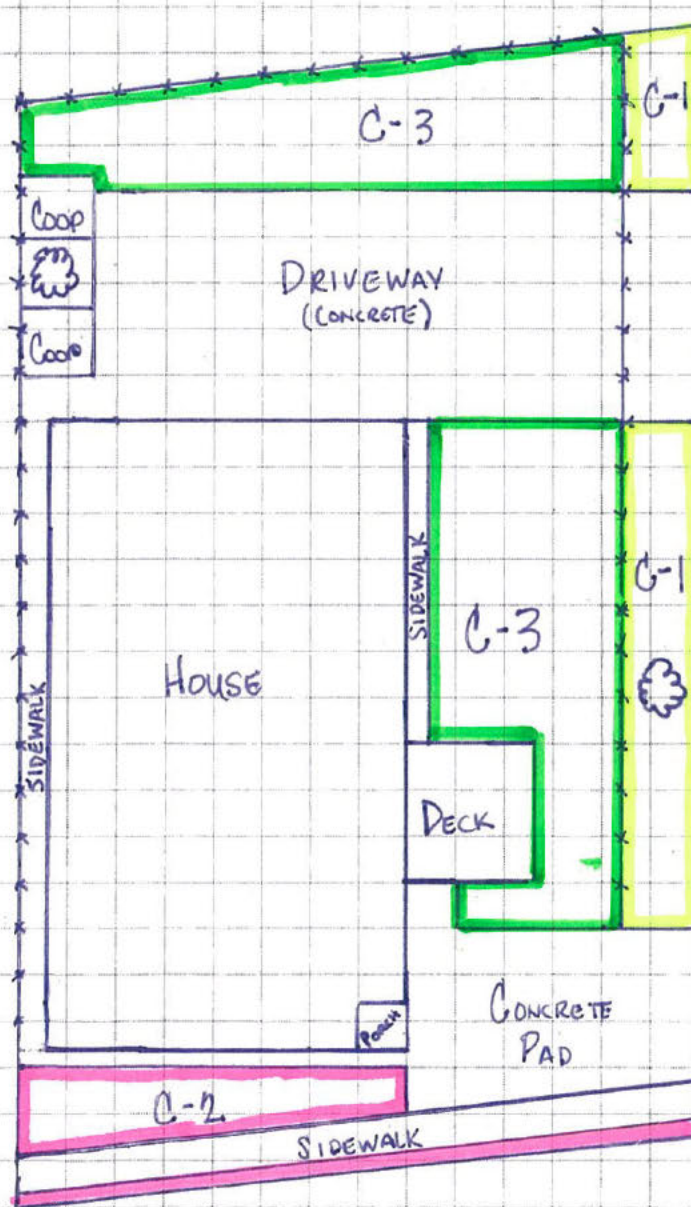 C-3
C-1
COOP
DRIVEWAY
(CONCRETE)
COOP
SIDEWALK
C-1
C-3
HOUSE
SIDEWALK
DECK
CONCRETE
PAD
PORCH
C-2
SIDEWALK